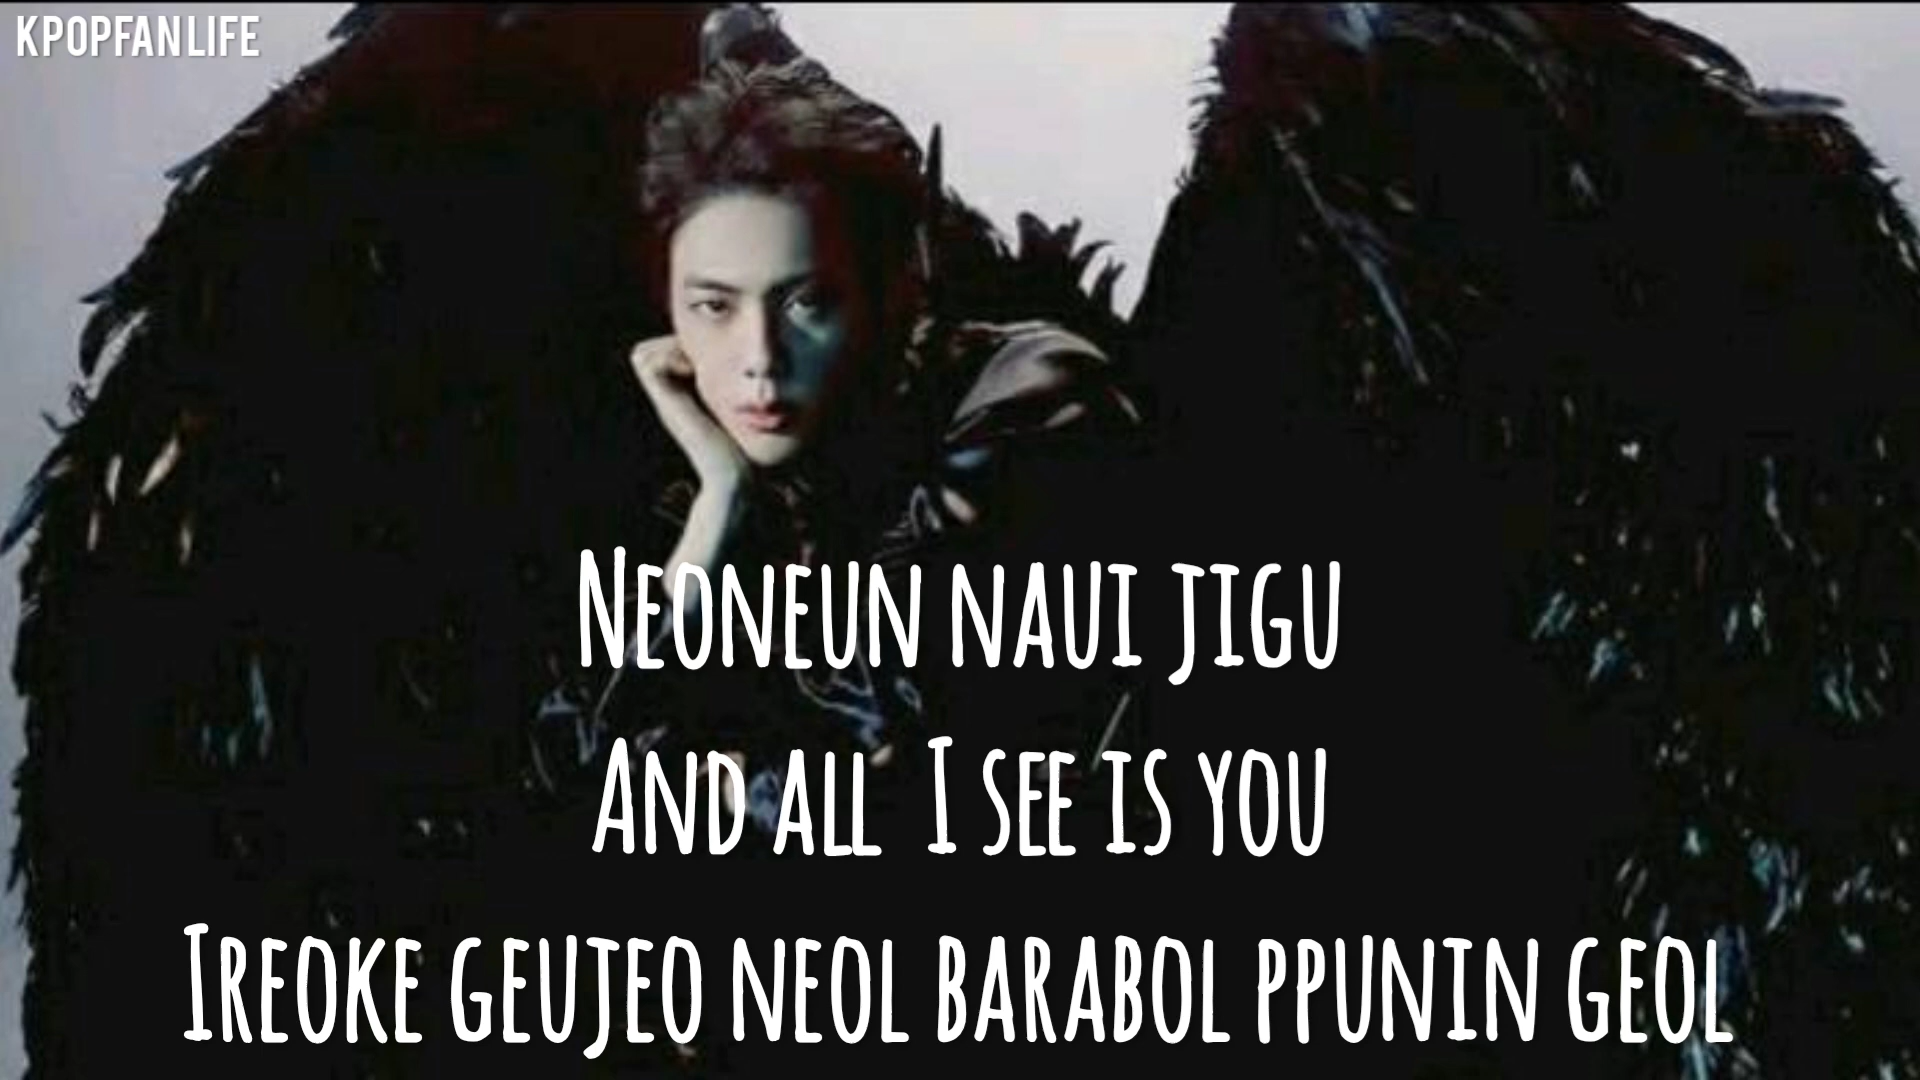 KPOPFANLIFE
Neoneun naui jigu
And all I see is you
Ireoke geujeo neol barabol ppunin geol